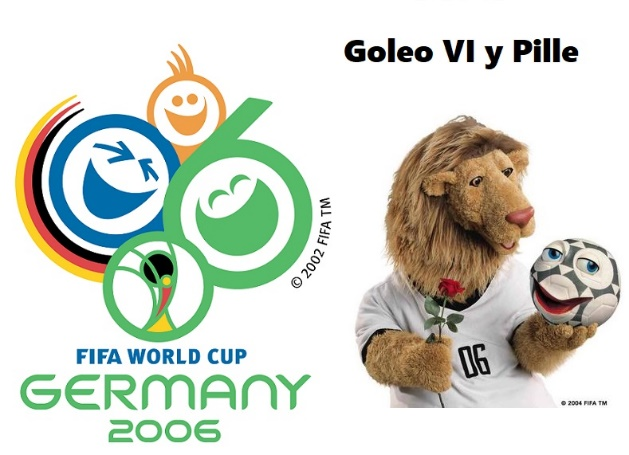 Goleo VI y Pille
© 2002 FIFA TM
FIFA WORLD CUP
GERMANY
2006
06
© 2004 FIFA TM